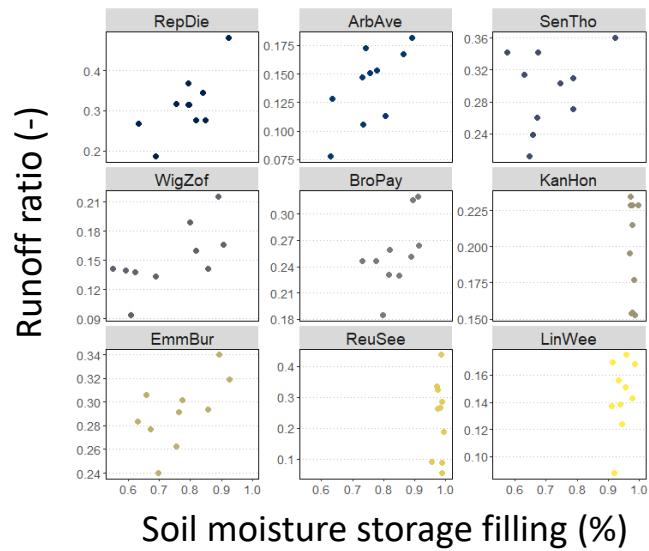 RepDie ArbAve SenTho
0.4 0.3 0.2
0.175 0.150 0.125 0.100 0.075
0.36 0.32 0.28 0.24
WigZof BroPay KanHon
0.21 0.18 0.15 0.12 0.09
0.30 0.26 0.22 0.18
0.225 0.200 0.175 0.150
EmmBur ReuSee LinWee
0.34 0.32 0.30 0.28 0.26 0.24
0.4 0.3 0.2 0.1
0.16 0.14 0.12 0.10
0.6 0.7 0.8 0.9 1.0 0.6 0.7 0.8 0.9 1.0 0.6 0.7 0.8 0.9 1.0
Runoff ratio (-)
Soil moisture storage filling (%)